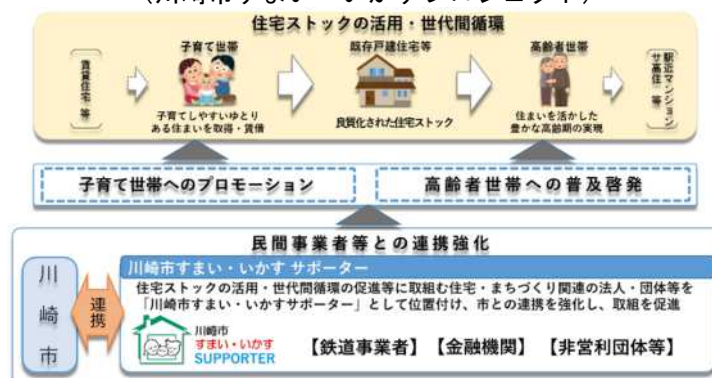 住宅ストックの活用・世代間循環
賃貸住宅 等
子育て世帯
子育てしやすいゆとり
ある住まいを取得・賃借
既存戸建住宅等
良質化された住宅ストック
高齢者世帯
住まいを活かした
豊かな高齢期の実現
駅近マンション
サ高住 等
子育て世帯へのプロモーション
高齢者世帯への普及啓発
民間事業者等との連携強化
川崎市
連携
川崎市すまい・いかす サポーター
住宅ストックの活用・世代間循環の促進等に取組む住宅・まちづくり関連の法人・団体等を
「川崎市すまい・いかすサポーター」として位置付け、市との連携を強化し、取組を促進
川崎市
すまい・いかす
SUPPORTER
【鉄道事業者】【金融機関】【非営利団体等】